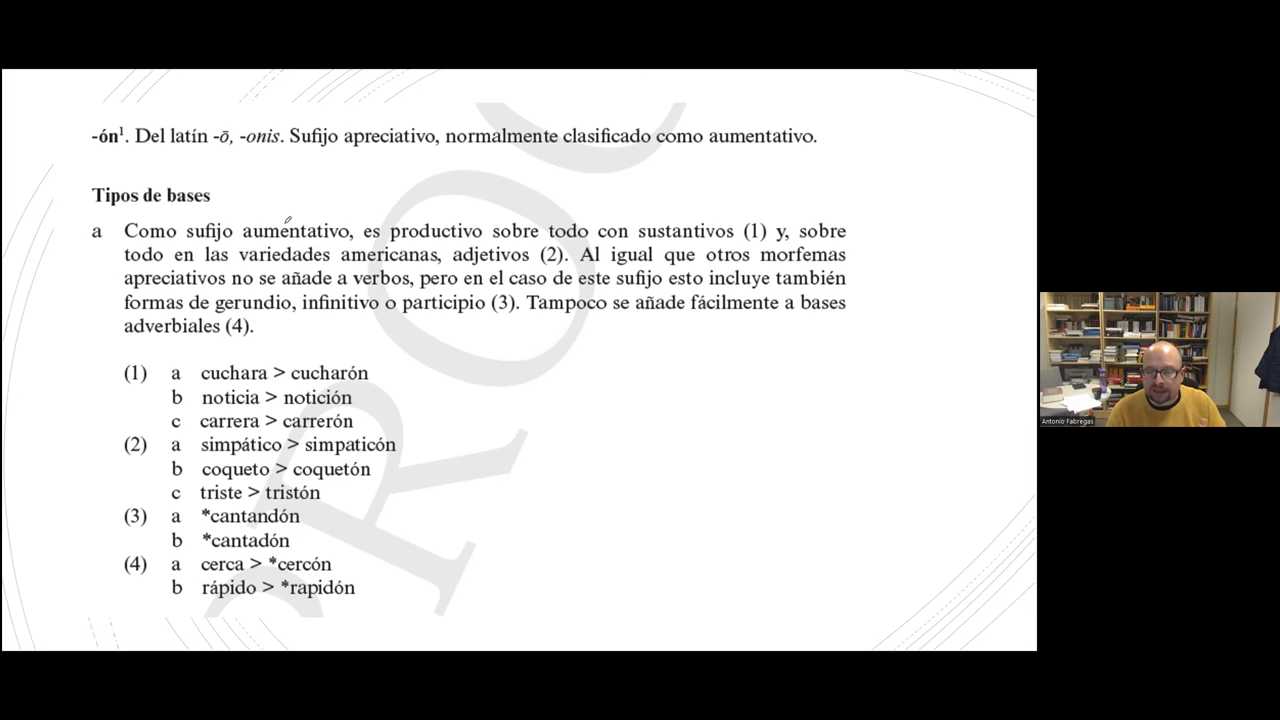 -ón¹. Del latín -ō, -onis. Sufijo apreciativo, normalmente clasificado como aumentativo.
Tipos de bases
a Como sufijo aumentativo, es productivo sobre todo con sustantivos (1) y, sobre
todo en las variedades americanas, adjetivos (2). Al igual que otros morfemas
apreciativos no se añade a verbos, pero en el caso de este sufijo esto incluye también
formas de gerundio, infinitivo o participio (3). Tampoco se añade fácilmente a bases
adverbiales (4).
(1) a cuchara > cucharón
b noticia > notición
c carrera > carrerón
(2) a simpático > simpaticón
b coqueto > coquetón
c triste > tristón
(3) a *cantandón
b *cantadón
(4) a cerca > *cercón
b rápido > *rapidón
PROO
Antonio Fabregas